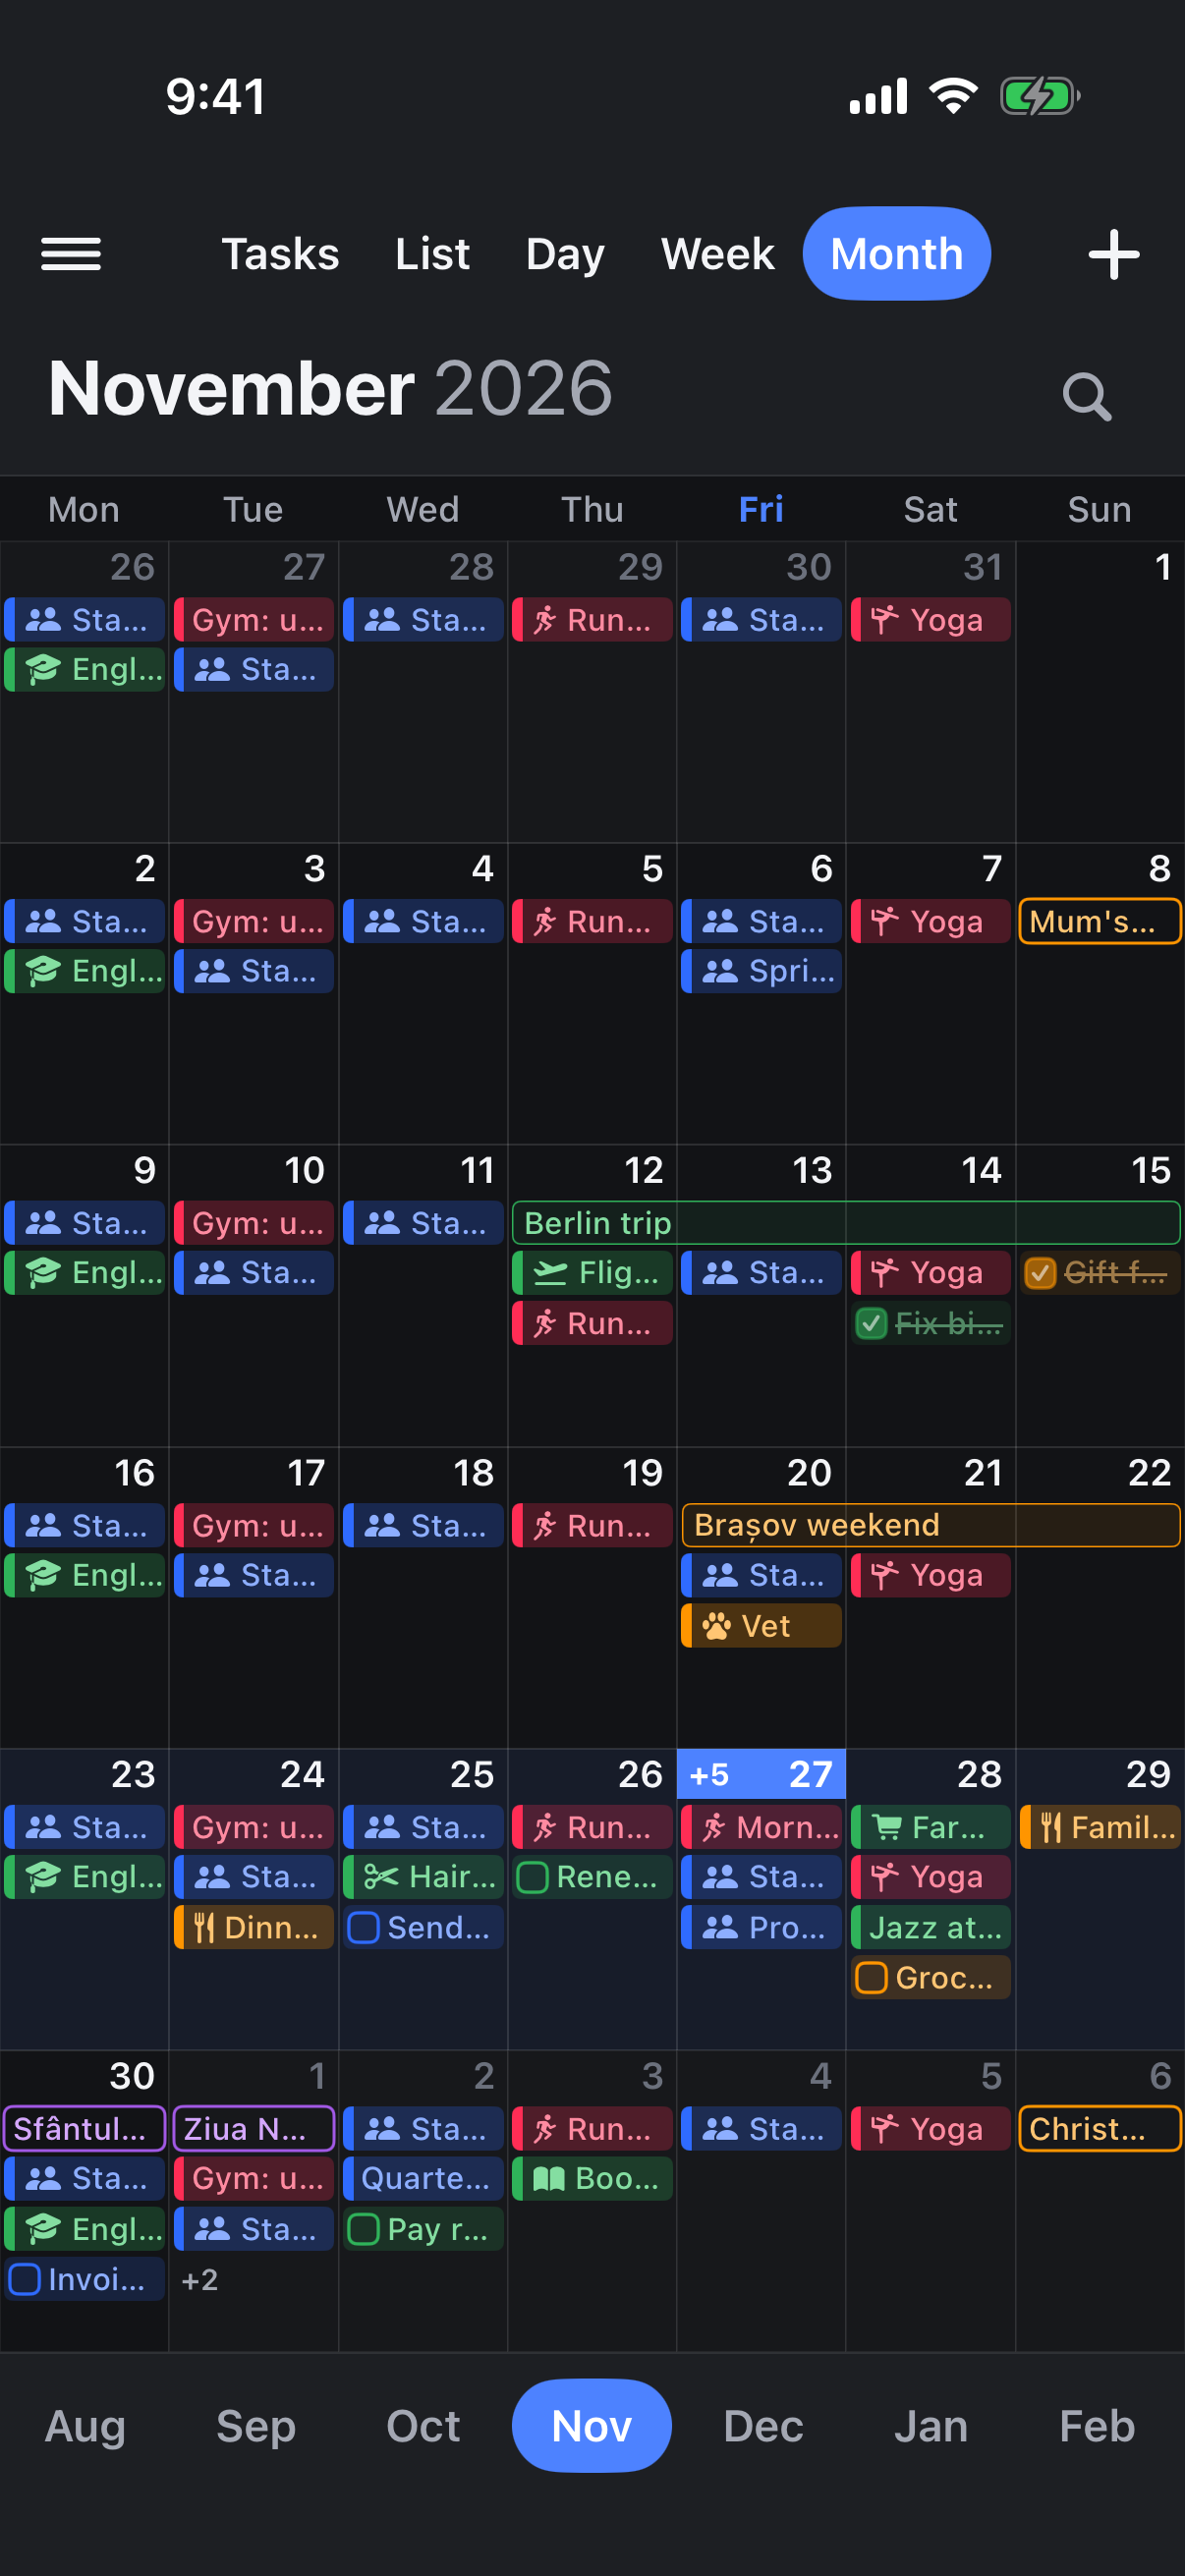 9:41
Tasks List Day Week Month
November 2026
Mon Tue Wed Thu Fri Sat Sun
26 27 28 29 30 31 1
Sta... Gym: u... Sta... Run... Sta... Yoga
Engl... Sta...
2 3 4 5 6 7 8
Sta... Gym: u... Sta... Run... Sta... Yoga Mum's...
Engl... Sta... Spri...
9 10 11 12 13 14 15
Sta... Gym: u... Sta... Berlin trip
Engl... Sta... Flig... Sta... Yoga Gift f...
Run... Fix bi...
16 17 18 19 20 21 22
Sta... Gym: u... Sta... Run... Brașov weekend
Engl... Sta... Sta... Yoga
Vet
23 24 25 26 +5 27 28 29
Sta... Gym: u... Sta... Run... Morn... Far... Famil...
Engl... Sta... Hair... Rene... Sta... Yoga
Dinn... Send... Pro... Jazz at...
Groc...
30 1 2 3 4 5 6
Sfântul... Ziua N... Sta... Run... Sta... Yoga Christ...
Sta... Gym: u... Quarte... Boo...
Engl... Sta... Pay r...
Invoi... +2
Aug Sep Oct Nov Dec Jan Feb